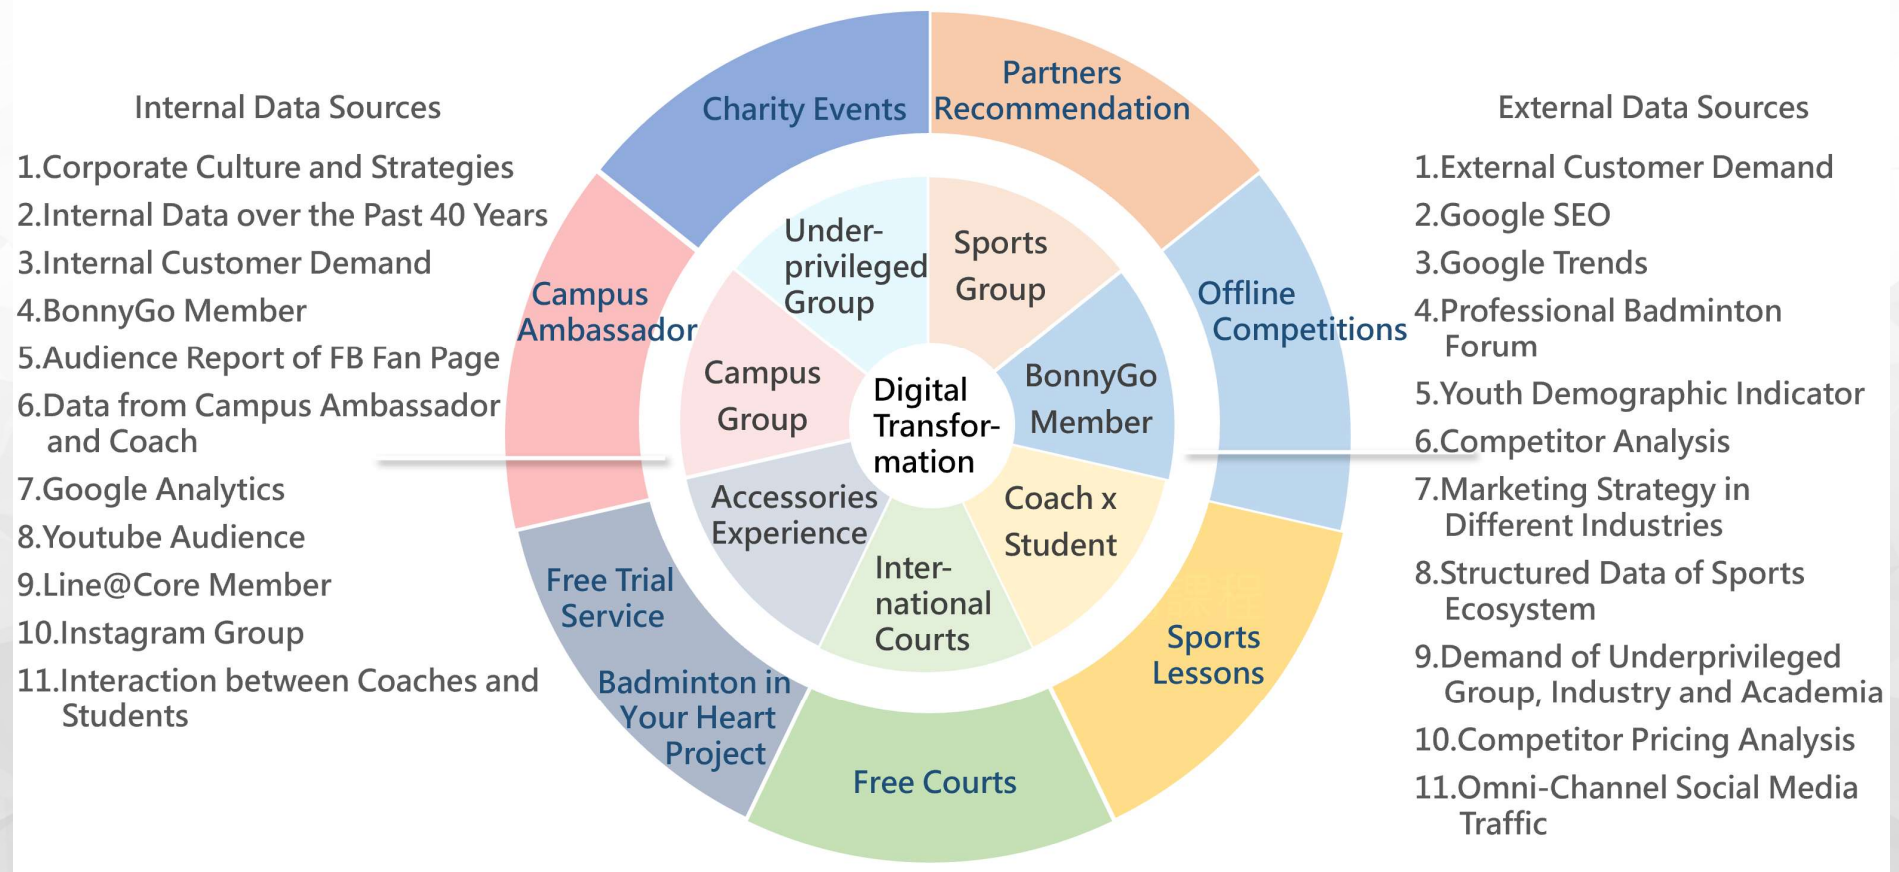 Internal Data Sources
1.Corporate Culture and Strategies
2.Internal Data over the Past 40 Years
3.Internal Customer Demand
4.BonnyGo Member
5.Audience Report of FB Fan Page
6.Data from Campus Ambassador
and Coach
7.Google Analytics
8.Youtube Audience
9.Line@Core Member
10.Instagram Group
11.Interaction between Coaches and
Students
Charity Events
Partners
Recommendation
Offline
Competitions
Sports
Lessons
Free Courts
Badminton in
Your Heart
Project
Free Trial
Service
Campus
Ambassador
Under-
privileged
Group
Sports
Group
BonnyGo
Member
Coach x
Student
Inter-
national
Courts
Accessories
Experience
Campus
Group
Digital
Transfor-
mation
External Data Sources
1.External Customer Demand
2.Google SEO
3.Google Trends
4.Professional Badminton
Forum
5.Youth Demographic Indicator
6.Competitor Analysis
7.Marketing Strategy in
Different Industries
8.Structured Data of Sports
Ecosystem
9.Demand of Underprivileged
Group, Industry and Academia
10.Competitor Pricing Analysis
11.Omni-Channel Social Media
Traffic